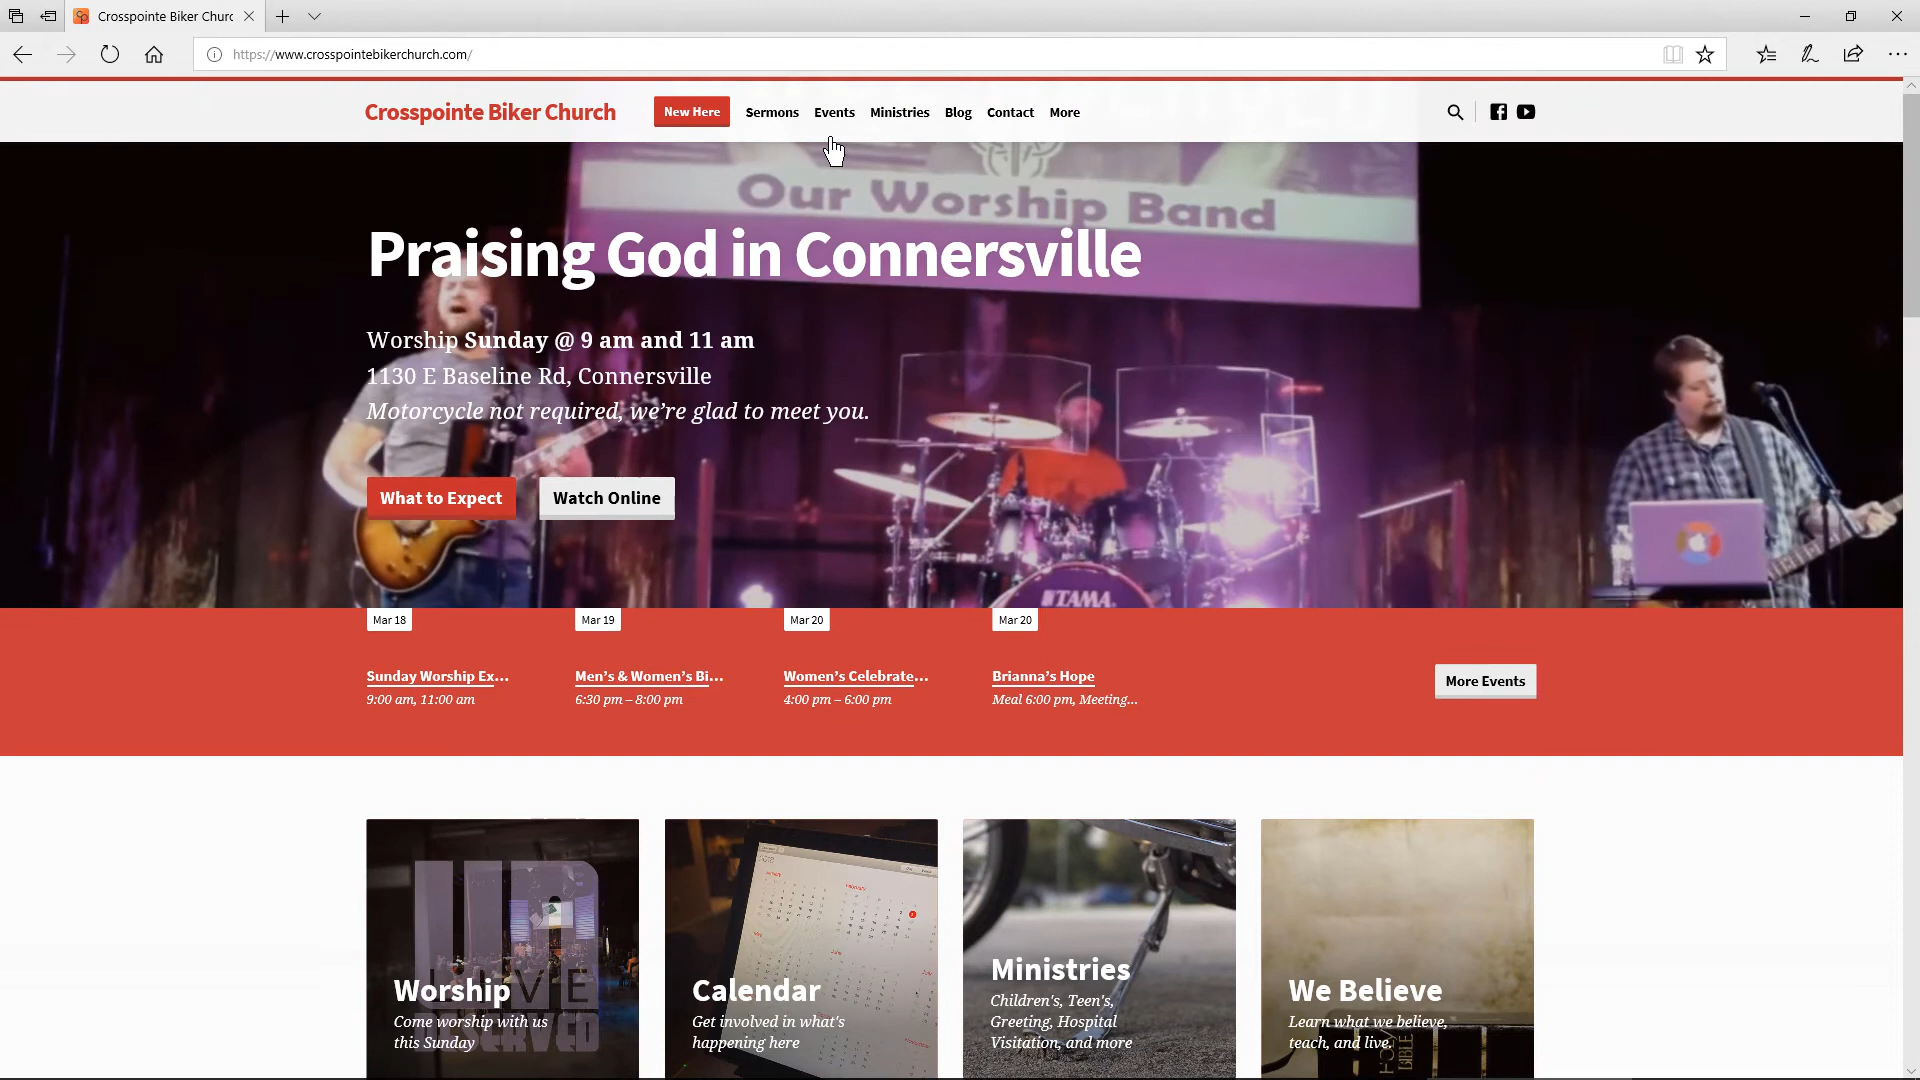 Crosspointe Biker Churc
https://www.crosspointebikerchurch.com/
Crosspointe Biker Church
New Here
Sermons
Events
Ministries
Blog
Contact
More
Our Worship Band
Praising God in Connersville
Worship Sunday @ 9 am and 11 am
1130 E Baseline Rd, Connersville
Motorcycle not required, we're glad to meet you.
What to Expect
Watch Online
TAMA
Mar 18
Sunday Worship Ex...
9:00 am, 11:00 am
Mar 19
Men's & Women's Bi...
6:30 pm – 8:00 pm
Mar 20
Women's Celebrate...
4:00 pm – 6:00 pm
Mar 20
Brianna's Hope
Meal 6:00 pm, Meeting...
More Events
Worship
Come worship with us
this Sunday
Calendar
Get involved in what's
happening here
Ministries
Children's, Teen's,
Greeting, Hospital
Visitation, and more
We Believe
Learn what we believe,
teach, and live.
HOLY
BIBLE